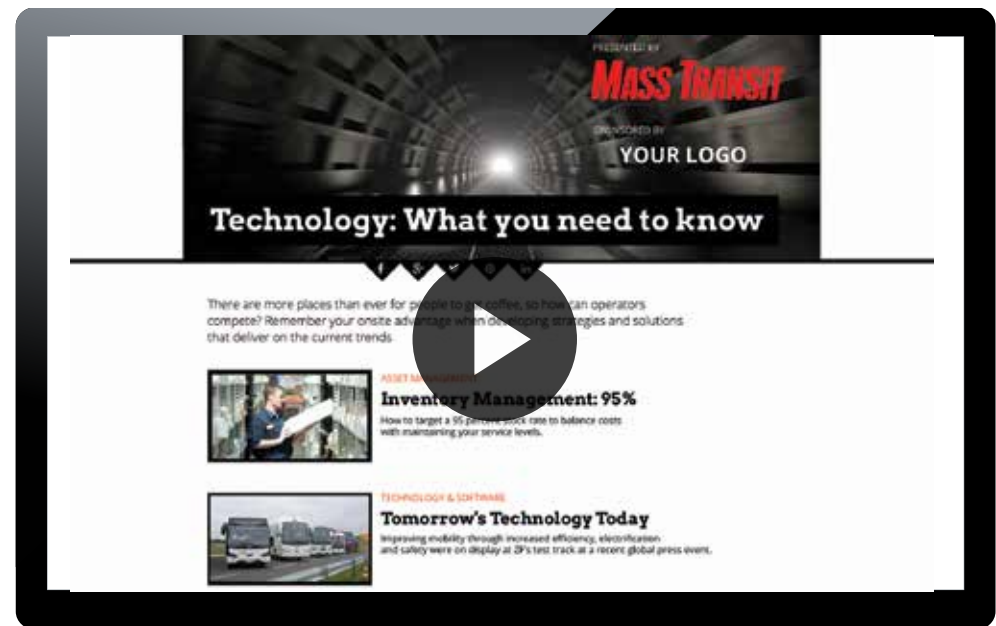 PRESENTED BY
MASS TRANSIT
SPONSORED BY
YOUR LOGO
Technology: What you need to know
There are more places than ever for people to get coffee, so how can operators
compete? Remember your onsite advantage when developing strategies and solutions
that deliver on the current trends
ASSET MANAGEMENT
Inventory Management: 95%
How to target a 95 percent stock rate to balance costs
with maintaining your service levels.
TECHNOLOGY & SOFTWARE
Tomorrow's Technology Today
Improving mobility through increased efficiency, electrification
and safety were on display at ZF's test track at a recent global press event.